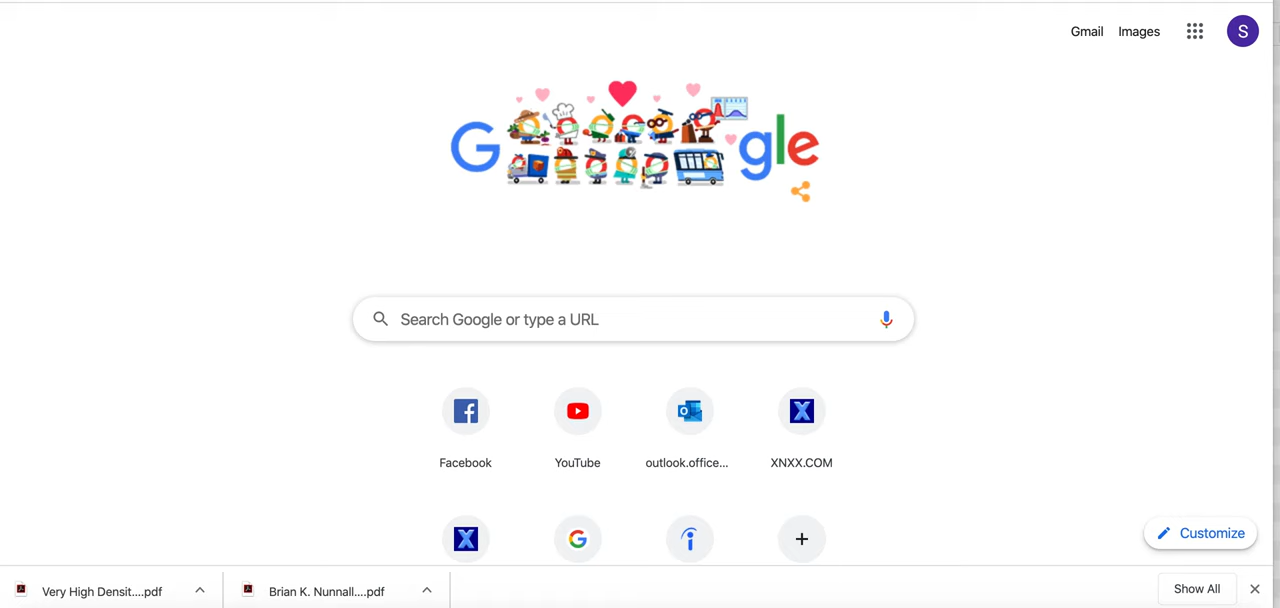 Gmail Images S
G gle
Search Google or type a URL
Facebook YouTube outlook.office... XNXX.COM
Customize
Very High Densit....pdf Brian K. Nunnall....pdf Show All